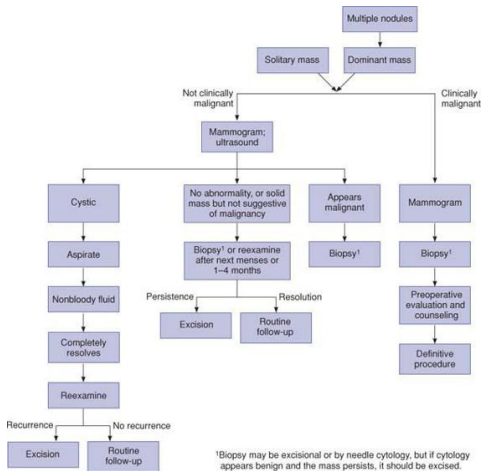 Multiple nodules
Solitary mass
Dominant mass
Not clinically
malignant
Clinically
malignant
Mammogram;
ultrasound
Cystic
No abnormality, or solid
mass but not suggestive
of malignancy
Appears
malignant
Mammogram
Aspirate
Biopsy¹ or reexamine
after next menses or
1–4 months
Biopsy¹
Biopsy¹
Nonbloody fluid
Persistence
Resolution
Preoperative
evaluation and
counseling
Excision
Routine
follow-up
Completely
resolves
Definitive
procedure
Reexamine
Recurrence
No recurrence
Excision
Routine
follow-up
¹Biopsy may be excisional or by needle cytology, but if cytology
appears benign and the mass persists, it should be excised.